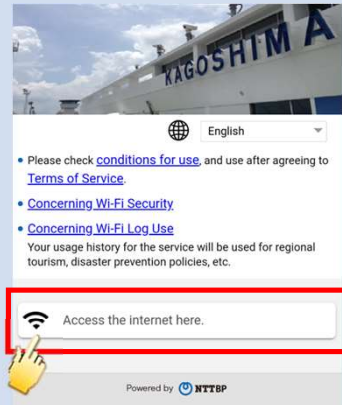 KAGOSHIMA
English
Please check conditions for use, and use after agreeing to
Terms of Service.
Concerning Wi-Fi Security
Concerning Wi-Fi Log Use
Your usage history for the service will be used for regional
tourism, disaster prevention policies, etc.
Access the internet here.
Powered by NTTBP